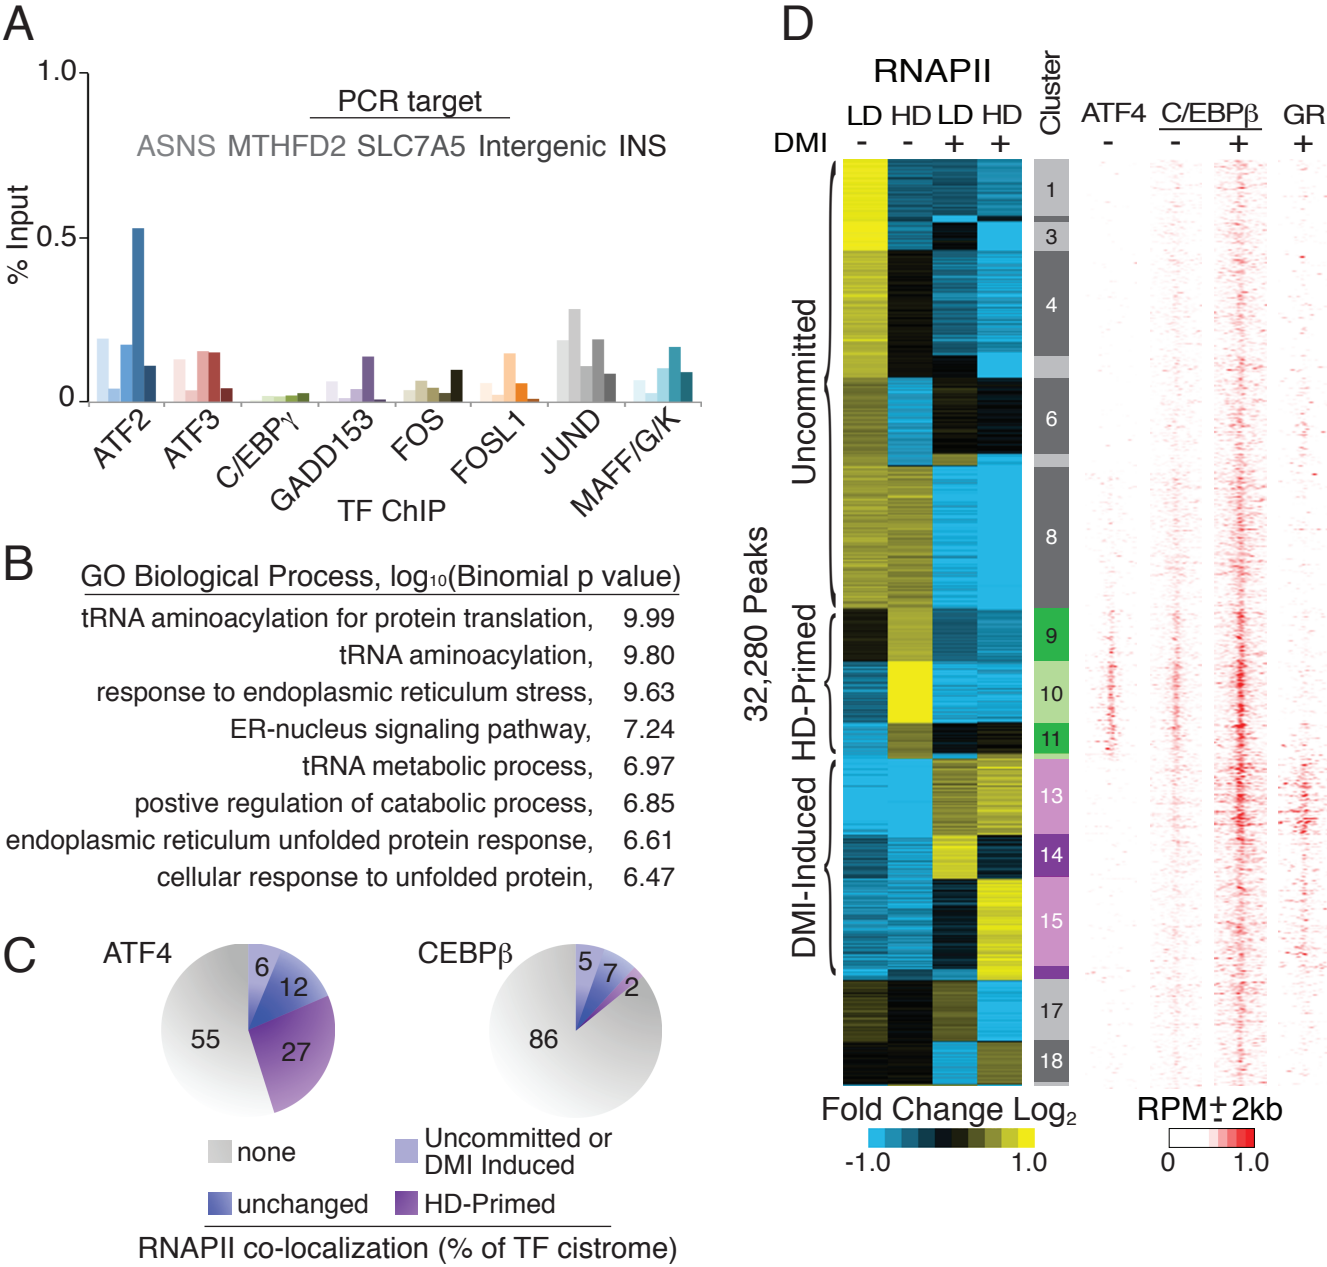 A
1.0
0.5
0
% Input
PCR target
ASNS MTHFD2 SLC7A5 Intergenic INS
ATF2
ATF3
C/EBPγ
GADD153
FOS
FOSL1
JUND
MAFF/G/K
TF ChIP
B
GO Biological Process, log₁₀(Binomial p value)
tRNA aminoacylation for protein translation, 9.99
tRNA aminoacylation, 9.80
response to endoplasmic reticulum stress, 9.63
ER-nucleus signaling pathway, 7.24
tRNA metabolic process, 6.97
postive regulation of catabolic process, 6.85
endoplasmic reticulum unfolded protein response, 6.61
cellular response to unfolded protein, 6.47
C
ATF4
6
12
27
55
CEBPβ
5
7
2
86
none
Uncommitted or
DMI Induced
unchanged
HD-Primed
RNAPII co-localization (% of TF cistrome)
D
RNAPII
LD HD LD HD
DMI - - + +
Cluster
ATF4 C/EBPβ GR
- - + +
32,280 Peaks
Uncommitted
HD-Primed
DMI-Induced
1
3
4
6
8
9
10
11
13
14
15
17
18
Fold Change Log₂
-1.0 1.0
RPM± 2kb
0 1.0